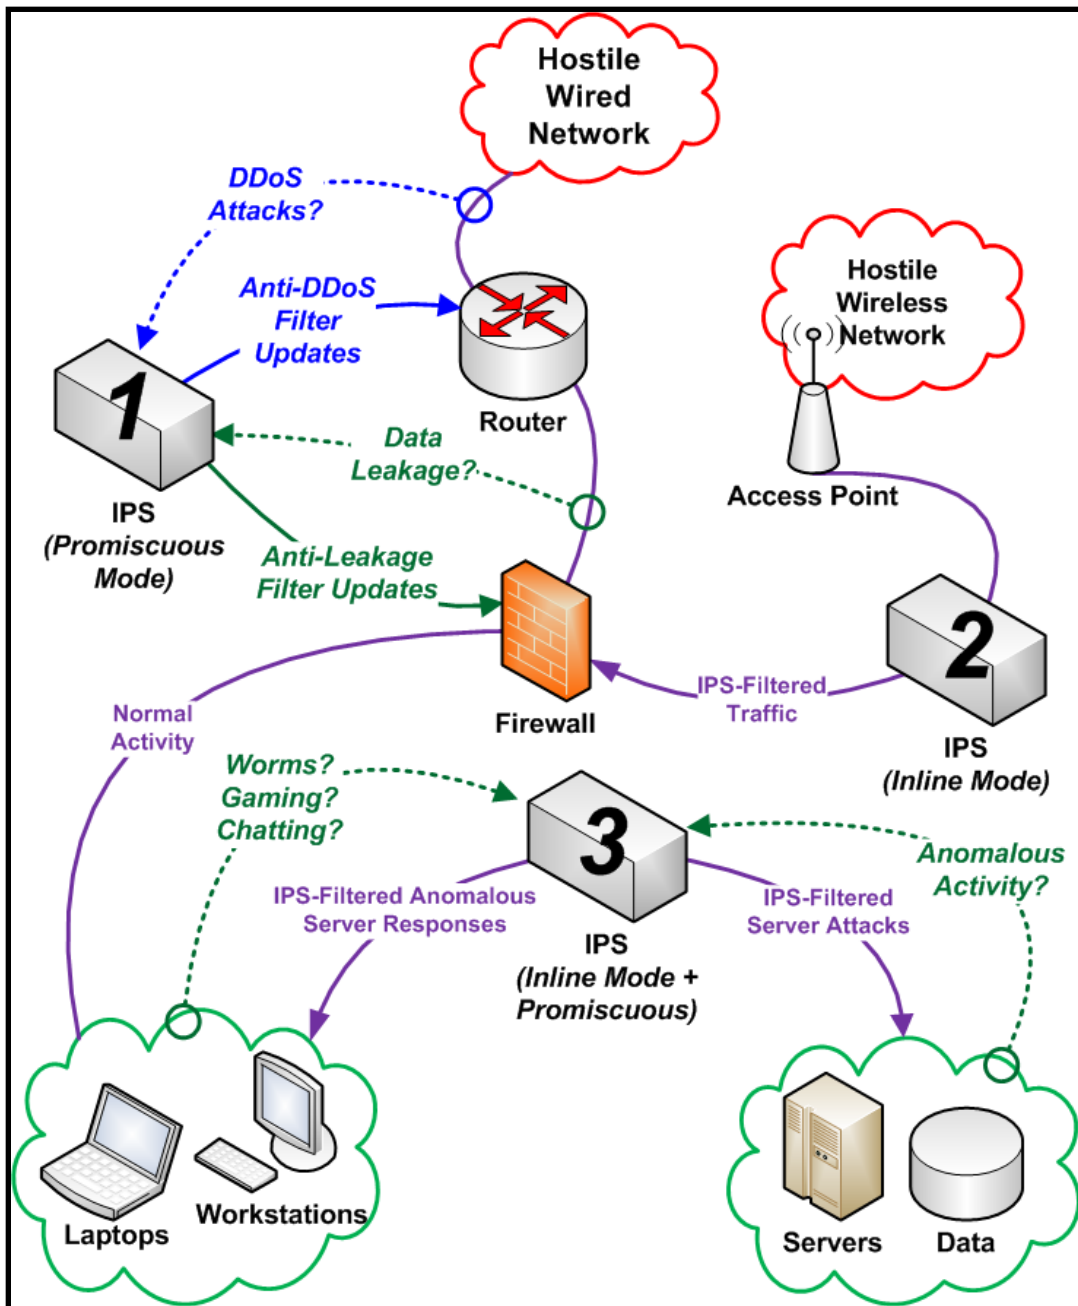 Hostile
Wired
Network
DDoS
Attacks?
Hostile
Wireless
Network
Anti-DDoS
Filter
Updates
1
Router
Data
Leakage?
Access Point
IPS
(Promiscuous
Mode)
Anti-Leakage
Filter Updates
2
IPS-Filtered
Traffic
Firewall
Normal
Activity
IPS
(Inline Mode)
Worms?
Gaming?
Chatting?
3
Anomalous
Activity?
IPS-Filtered Anomalous
Server Responses
IPS-Filtered
Server Attacks
IPS
(Inline Mode +
Promiscuous)
Laptops
Workstations
Servers
Data